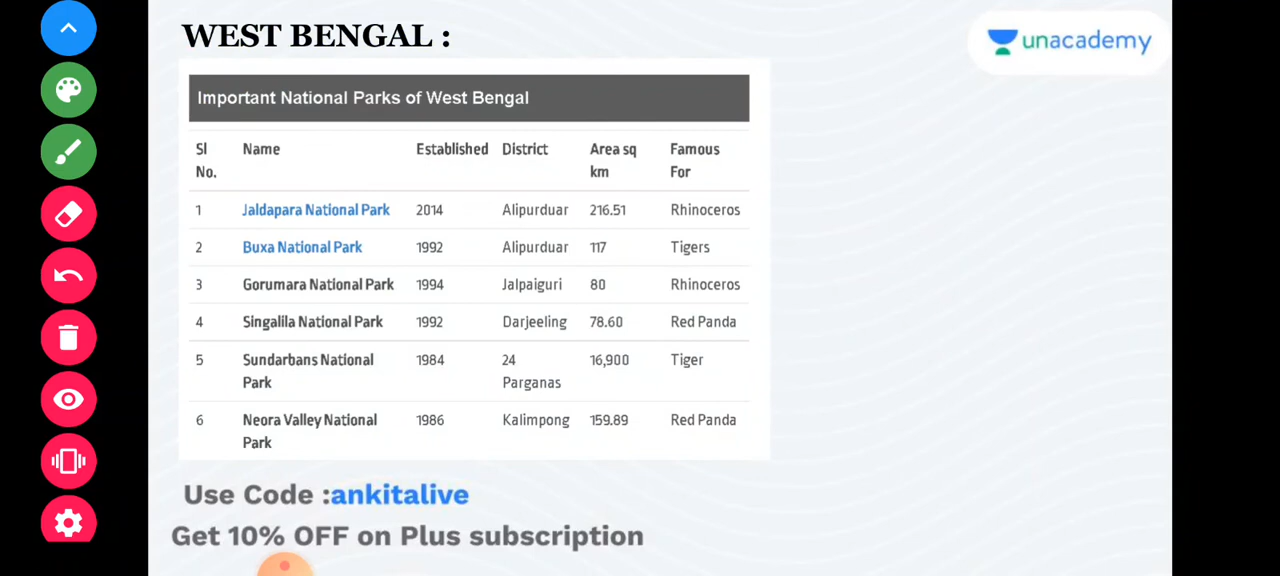 WEST BENGAL :
unacademy
Important National Parks of West Bengal
Sl No. Name Established District Area sq km Famous For
1 Jaldapara National Park 2014 Alipurduar 216.51 Rhinoceros
2 Buxa National Park 1992 Alipurduar 117 Tigers
3 Gorumara National Park 1994 Jalpaiguri 80 Rhinoceros
4 Singalila National Park 1992 Darjeeling 78.60 Red Panda
5 Sundarbans National Park 1984 24 Parganas 16,900 Tiger
6 Neora Valley National Park 1986 Kalimpong 159.89 Red Panda
Use Code :ankitalive
Get 10% OFF on Plus subscription